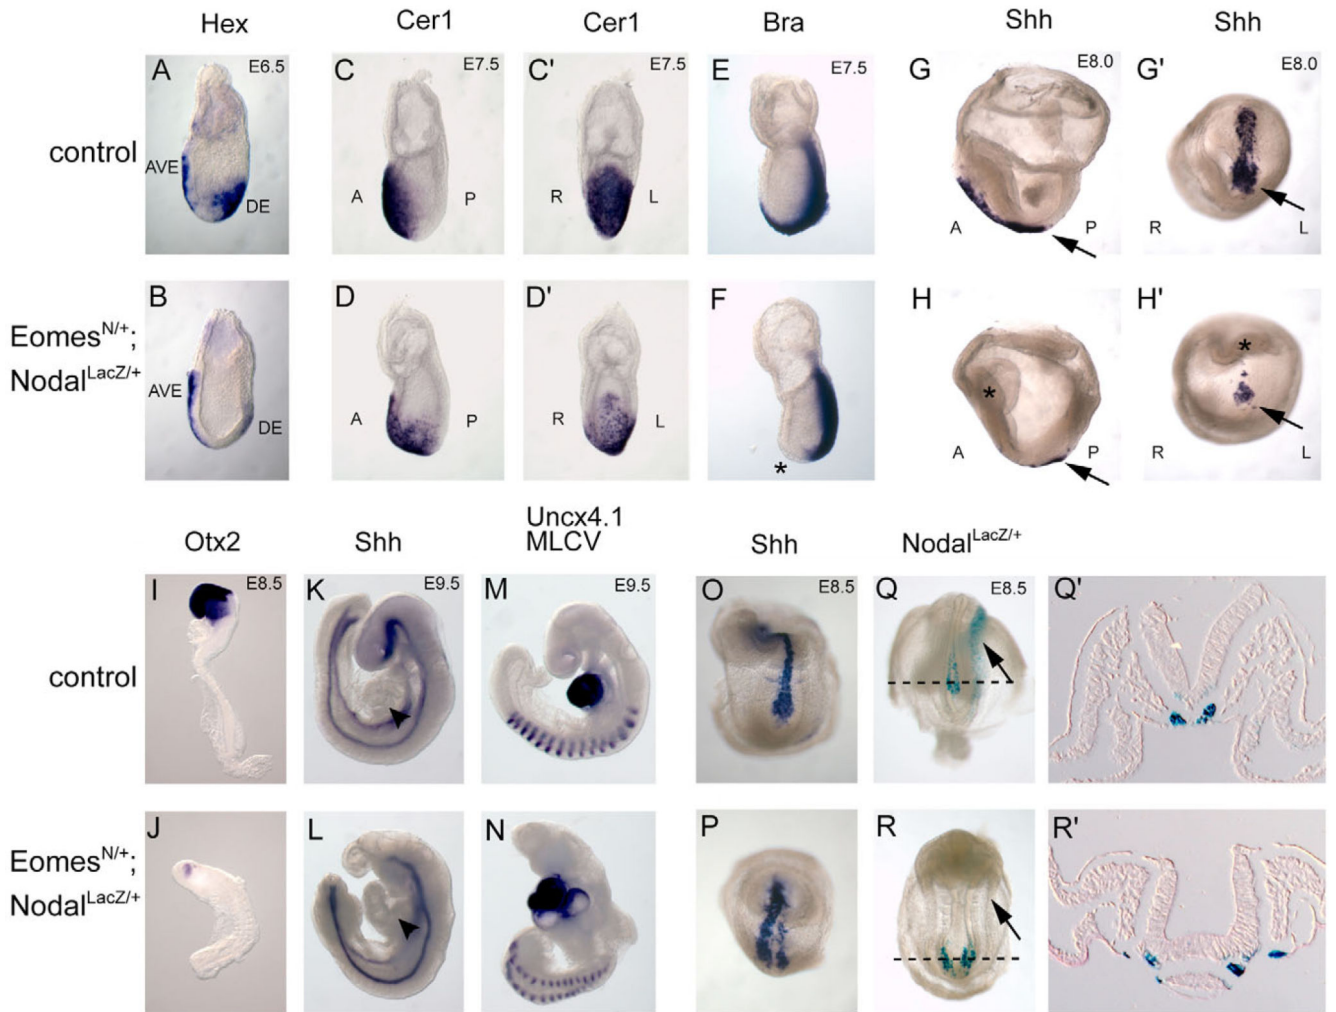 Hex Cer1 Cer1 Bra Shh Shh
A E6.5 C E7.5 C' E7.5 E E7.5 G E8.0 G' E8.0
control
AVE DE A P R L A P R L
B D D' F H H'
Eomes^N/+;
Nodal^LacZ/+
AVE DE A P R L * * A P * R L
Uncx4.1
Otx2 Shh MLCV Shh Nodal^LacZ/+
I E8.5 K E9.5 M E9.5 O E8.5 Q E8.5 Q'
control
J L N P R R'
Eomes^N/+;
Nodal^LacZ/+